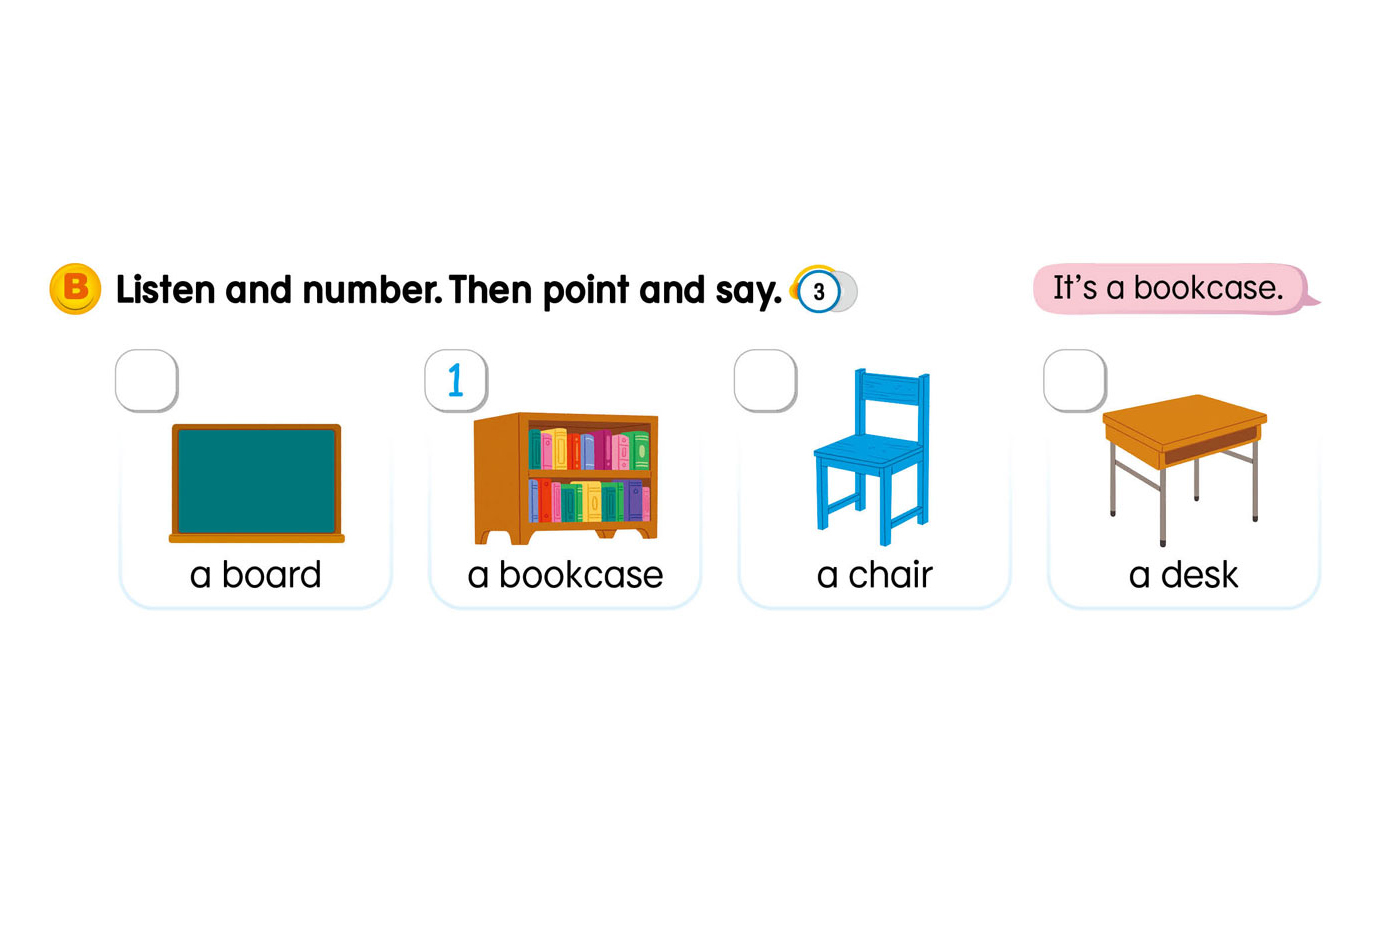 B Listen and number. Then point and say. 3
It's a bookcase.
1
a board
a bookcase
a chair
a desk